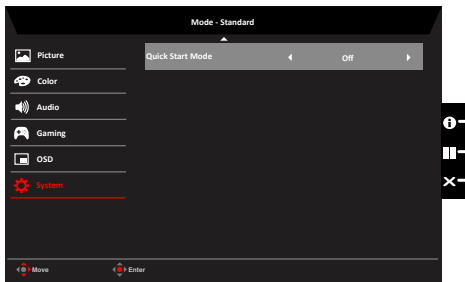 Mode - Standard
Picture
Quick Start Mode Off
Color
Audio
Gaming
OSD
System
Move Enter